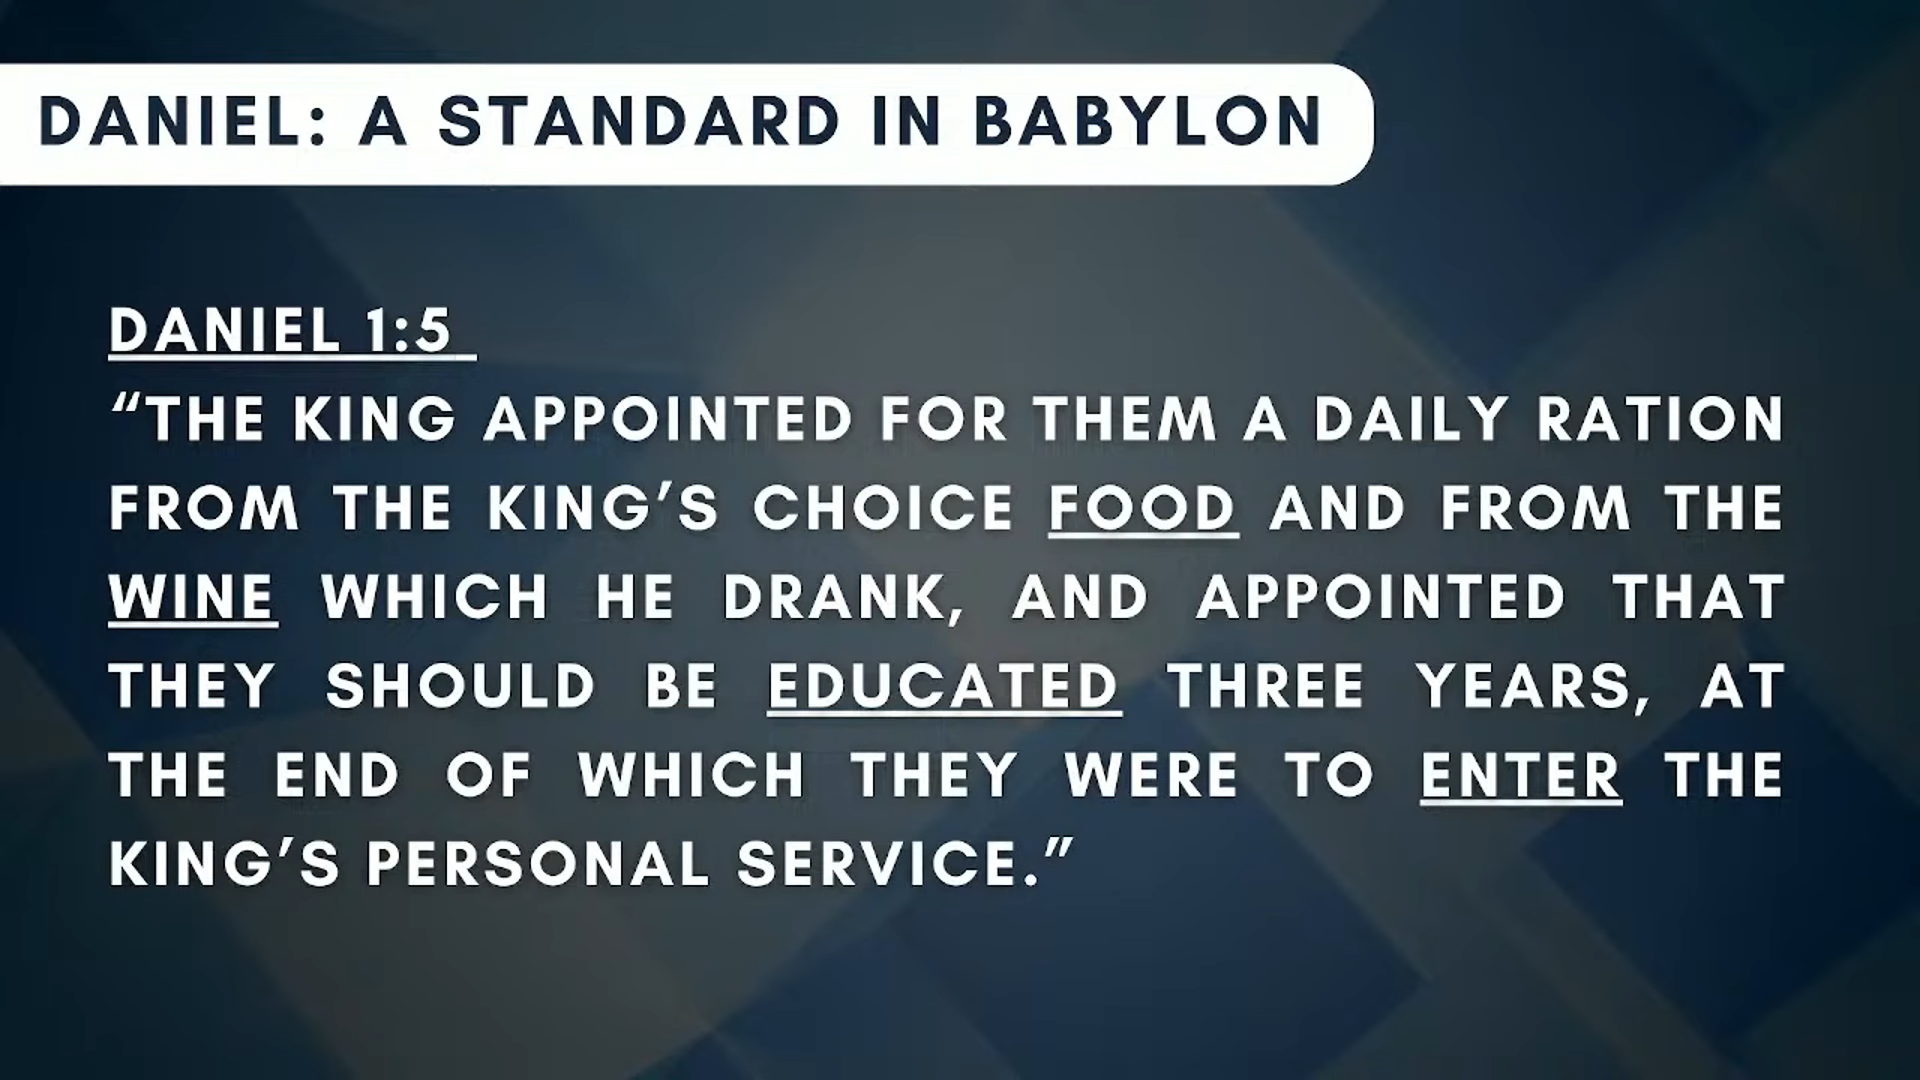 DANIEL: A STANDARD IN BABYLON
DANIEL 1:5
“THE KING APPOINTED FOR THEM A DAILY RATION
FROM THE KING’S CHOICE FOOD AND FROM THE
WINE WHICH HE DRANK, AND APPOINTED THAT
THEY SHOULD BE EDUCATED THREE YEARS, AT
THE END OF WHICH THEY WERE TO ENTER THE
KING’S PERSONAL SERVICE.”